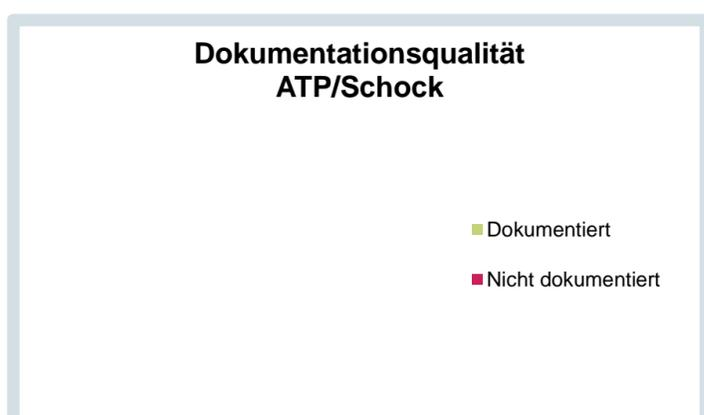 Dokumentationsqualität
ATP/Schock
Dokumentiert
Nicht dokumentiert